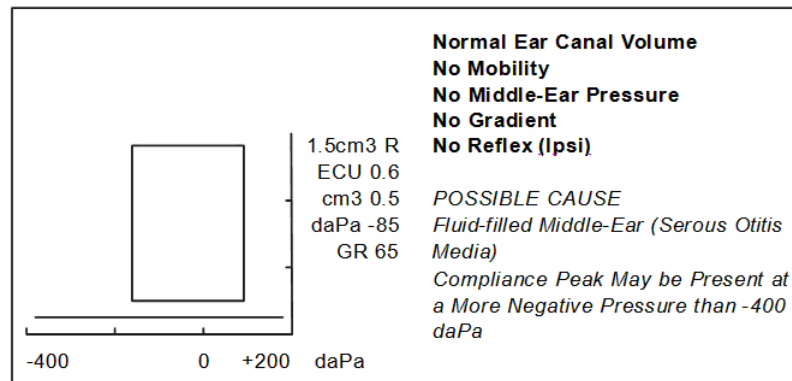 Normal Ear Canal Volume
No Mobility
No Middle-Ear Pressure
No Gradient
No Reflex (Ipsi)
1.5cm3 R
ECU 0.6
cm3 0.5
daPa -85
GR 65
POSSIBLE CAUSE
Fluid-filled Middle-Ear (Serous Otitis
Media)
Compliance Peak May be Present at
a More Negative Pressure than -400
daPa
-400 0 +200 daPa